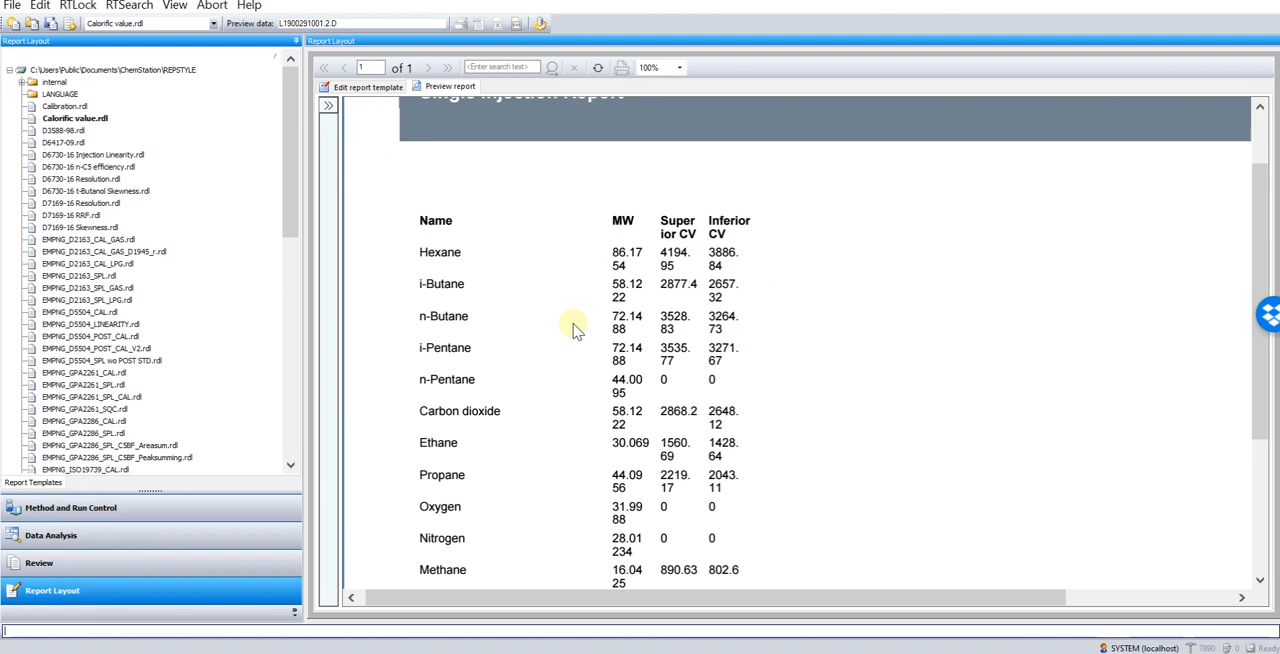 File Edit RTLock RTSearch View Abort Help
Calorific value.rdl Preview data: L1900291001.2.D
Report Layout
C:\Users\Public\Documents\ChemStation\REPSTYLE
internal
LANGUAGE
Calibration.rdl
Calorific value.rdl
D3588-98.rdl
D6417-09.rdl
D6730-16 Injection Linearity.rdl
D6730-16 n-C5 efficiency.rdl
D6730-16 Resolution.rdl
D6730-16 t-Butanol Skewness.rdl
D7169-16 Resolution.rdl
D7169-16 RRF.rdl
D7169-16 Skewness.rdl
EMPNG_D2163_CAL_GAS.rdl
EMPNG_D2163_CAL_GAS_D1945_r.rdl
EMPNG_D2163_CAL_LPG.rdl
EMPNG_D2163_SPL.rdl
EMPNG_D2163_SPL_GAS.rdl
EMPNG_D2163_SPL_LPG.rdl
EMPNG_D5504_CAL.rdl
EMPNG_D5504_LINEARITY.rdl
EMPNG_D5504_POST_CAL.rdl
EMPNG_D5504_POST_CAL_V2.rdl
EMPNG_D5504_SPL wo POST STD.rdl
EMPNG_GPA2261_CAL.rdl
EMPNG_GPA2261_SPL.rdl
EMPNG_GPA2261_SPL_CAL.rdl
EMPNG_GPA2261_SQC.rdl
EMPNG_GPA2286_CAL.rdl
EMPNG_GPA2286_SPL.rdl
EMPNG_GPA2286_SPL_C5BF_Areasum.rdl
EMPNG_GPA2286_SPL_C5BF_Peaksumming.rdl
EMPNG_ISO19739_CAL.rdl
Report Templates
Method and Run Control
Data Analysis
Review
Report Layout
Report Layout
1 of 1 <Enter search text> 100%
Edit report template Preview report
Single Injection Report
Name MW Super Inferior
ior CV CV
Hexane 86.17 4194. 3886.
54 95 84
i-Butane 58.12 2877.4 2657.
22 32
n-Butane 72.14 3528. 3264.
88 83 73
i-Pentane 72.14 3535. 3271.
88 77 67
n-Pentane 44.00 0 0
95
Carbon dioxide 58.12 2868.2 2648.
22 12
Ethane 30.069 1560. 1428.
69 64
Propane 44.09 2219. 2043.
56 17 11
Oxygen 31.99 0 0
88
Nitrogen 28.01 0 0
234
Methane 16.04 890.63 802.6
25
SYSTEM (localhost) 7890 0 Ready